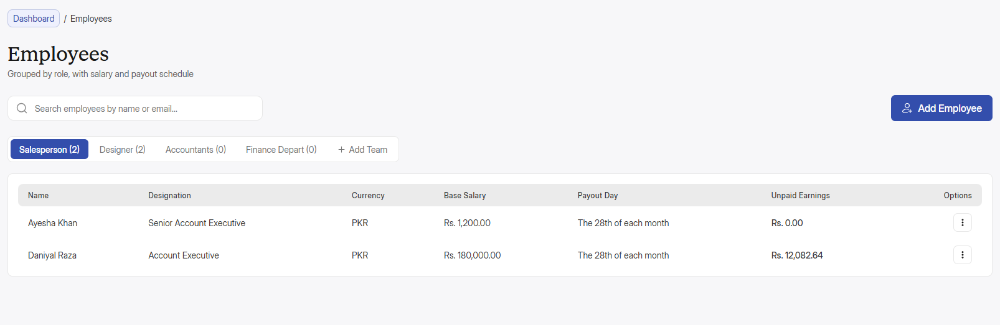 Dashboard / Employees
Employees
Grouped by role, with salary and payout schedule
Search employees by name or email...
Add Employee
Salesperson (2) Designer (2) Accountants (0) Finance Depart (0) + Add Team
Name Designation Currency Base Salary Payout Day Unpaid Earnings Options
Ayesha Khan Senior Account Executive PKR Rs. 1,200.00 The 28th of each month Rs. 0.00
Daniyal Raza Account Executive PKR Rs. 180,000.00 The 28th of each month Rs. 12,082.64